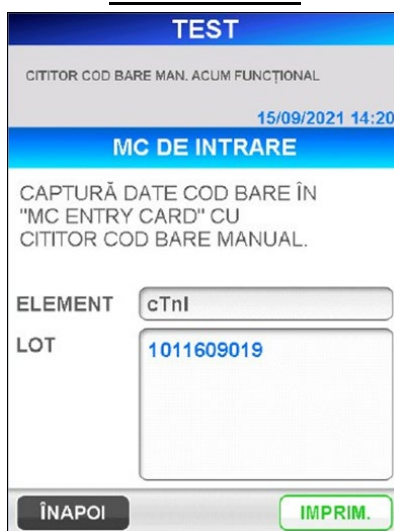 TEST
CITITOR COD BARE MAN. ACUM FUNCȚIONAL
15/09/2021 14:20
MC DE INTRARE
CAPTURĂ DATE COD BARE ÎN
"MC ENTRY CARD" CU
CITITOR COD BARE MANUAL.
ELEMENT cTnI
LOT 1011609019
ÎNAPOI IMPRIM.